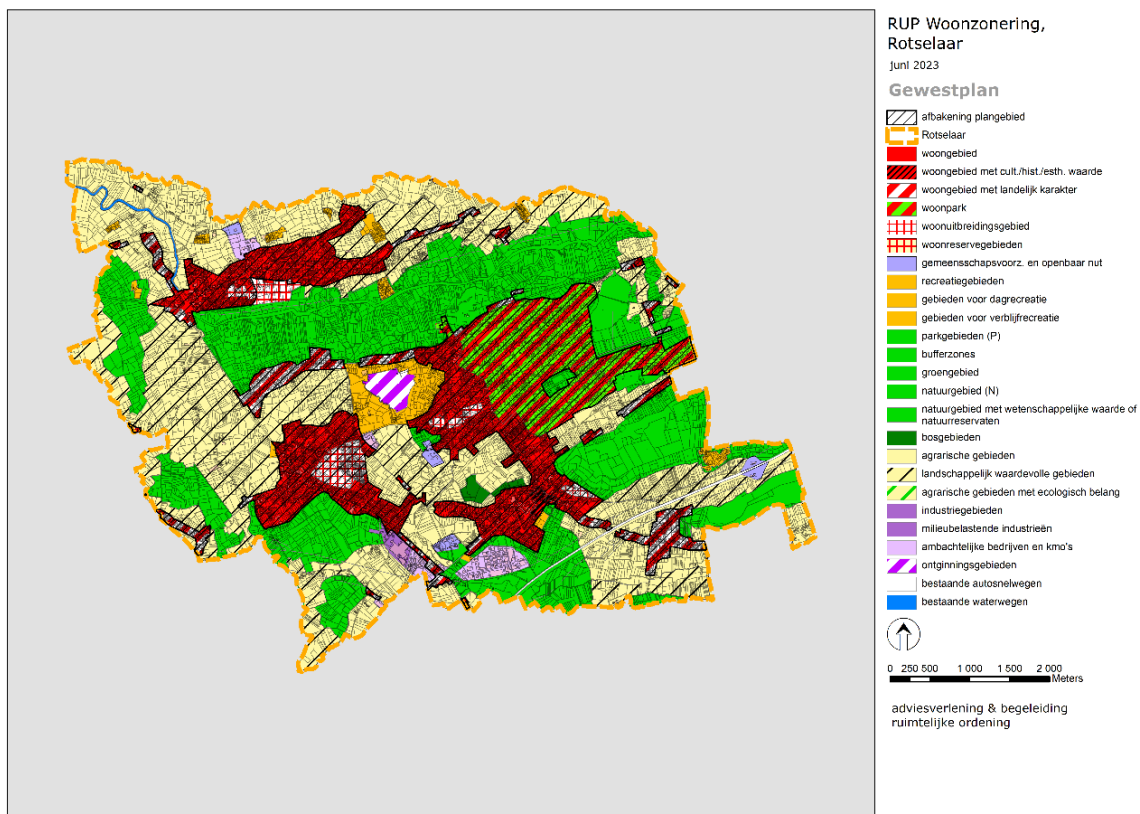 RUP Woonzonering,
Rotselaar
juni 2023
Gewestplan
afbakening plangebied
Rotselaar
woongebied
woongebied met cult./hist./esth. waarde
woongebied met landelijk karakter
woonpark
woonuitbreidingsgebied
woonreservegebieden
gemeensschapsvoorz. en openbaar nut
recreatiegebieden
gebieden voor dagrecreatie
gebieden voor verblijfrecreatie
parkgebieden (P)
bufferzones
groengebied
natuurgebied (N)
natuurgebied met wetenschappelijke waarde of
natuurreservaten
bosgebieden
agrarische gebieden
landschappelijk waardevolle gebieden
agrarische gebieden met ecologisch belang
industriegebieden
milieubelastende industrieën
ambachtelijke bedrijven en kmo's
ontginningsgebieden
bestaande autosnelwegen
bestaande waterwegen
0 250 500 1 000 1 500 2 000
Meters
adviesverlening & begeleiding
ruimtelijke ordening